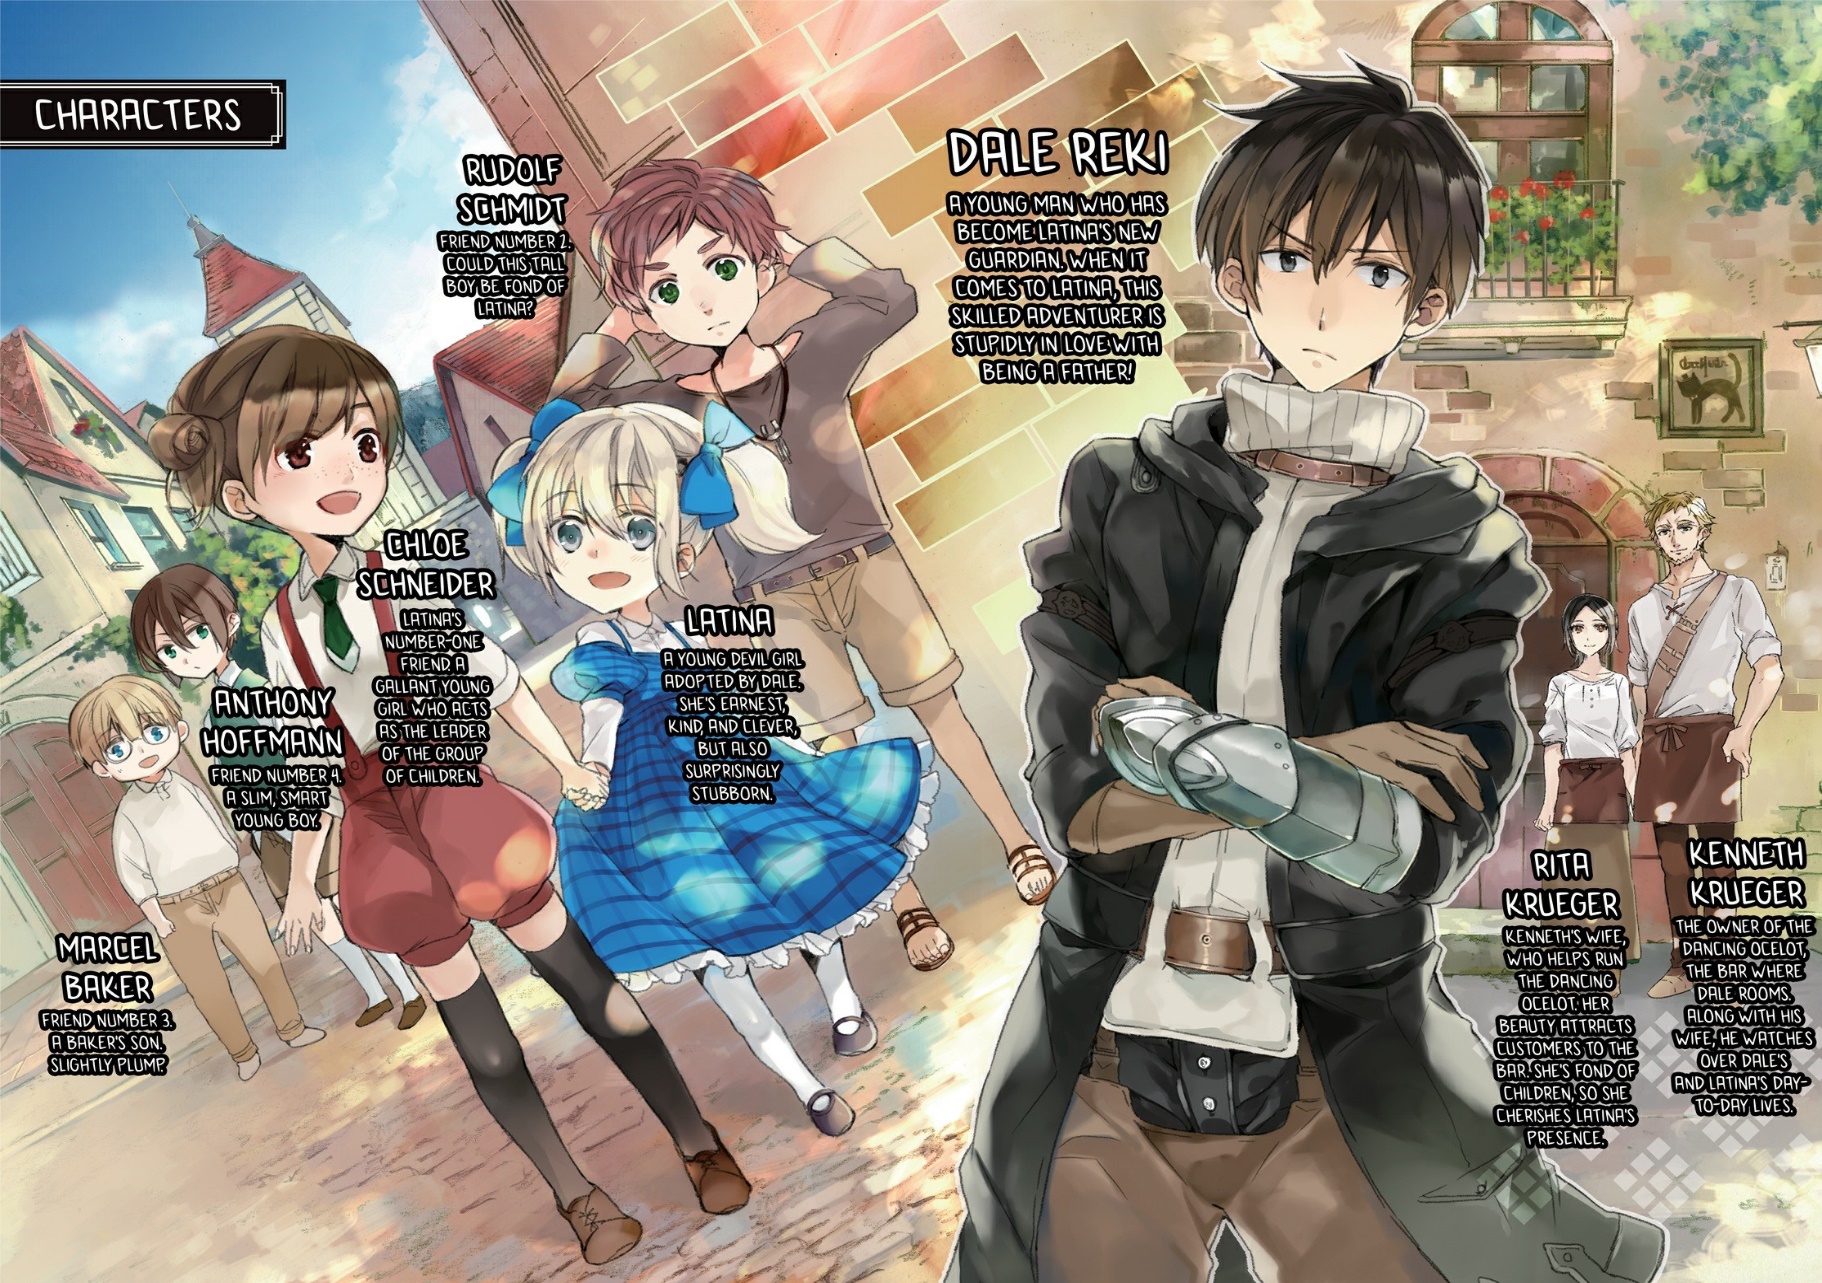 CHARACTERS
RUDOLF
SCHMIDT
FRIEND NUMBER 2.
COULD THIS TALL
BOY BE FOND OF
LATINA?
DALE REKI
A YOUNG MAN WHO HAS
BECOME LATINA'S NEW
GUARDIAN. WHEN IT
COMES TO LATINA, THIS
SKILLED ADVENTURER IS
STUPIDLY IN LOVE WITH
BEING A FATHER!
CHLOE
SCHNEIDER
LATINA'S
NUMBER-ONE
FRIEND. A
GALLANT YOUNG
GIRL WHO ACTS
AS THE LEADER
OF THE GROUP
OF CHILDREN.
LATINA
A YOUNG DEVIL GIRL
ADOPTED BY DALE.
SHE'S EARNEST,
KIND, AND CLEVER,
BUT ALSO
SURPRISINGLY
STUBBORN.
ANTHONY
HOFFMANN
FRIEND NUMBER 4.
A SLIM, SMART
YOUNG BOY.
MARCEL
BAKER
FRIEND NUMBER 3.
A BAKER'S SON.
SLIGHTLY PLUMP.
RITA
KRUEGER
KENNETH'S WIFE,
WHO HELPS RUN
THE DANCING
OCELOT. HER
BEAUTY ATTRACTS
CUSTOMERS TO THE
BAR. SHE'S FOND OF
CHILDREN, SO SHE
CHERISHES LATINA'S
PRESENCE.
KENNETH
KRUEGER
THE OWNER OF THE
DANCING OCELOT,
THE BAR WHERE
DALE ROOMS.
ALONG WITH HIS
WIFE, HE WATCHES
OVER DALE'S
AND LATINA'S DAY-
TO-DAY LIVES.